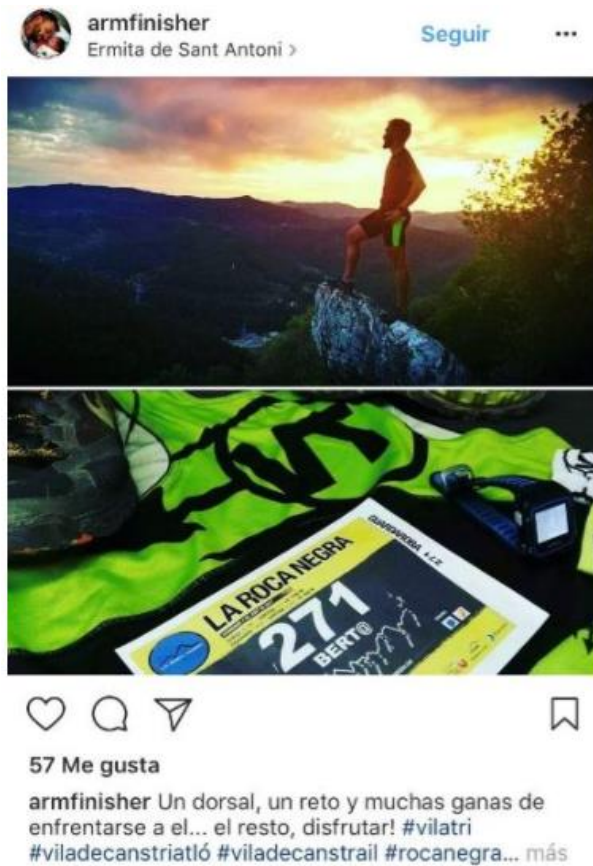 armfinisher
Seguir
Ermita de Sant Antoni
LA ROCA NEGRA
GUARDARROBA
271
BERTO
57 Me gusta
armfinisher Un dorsal, un reto y muchas ganas de
enfrentarse a el... el resto, disfrutar! #vilatri
#viladecanstriatló #viladecanstrail #rocanegra... más